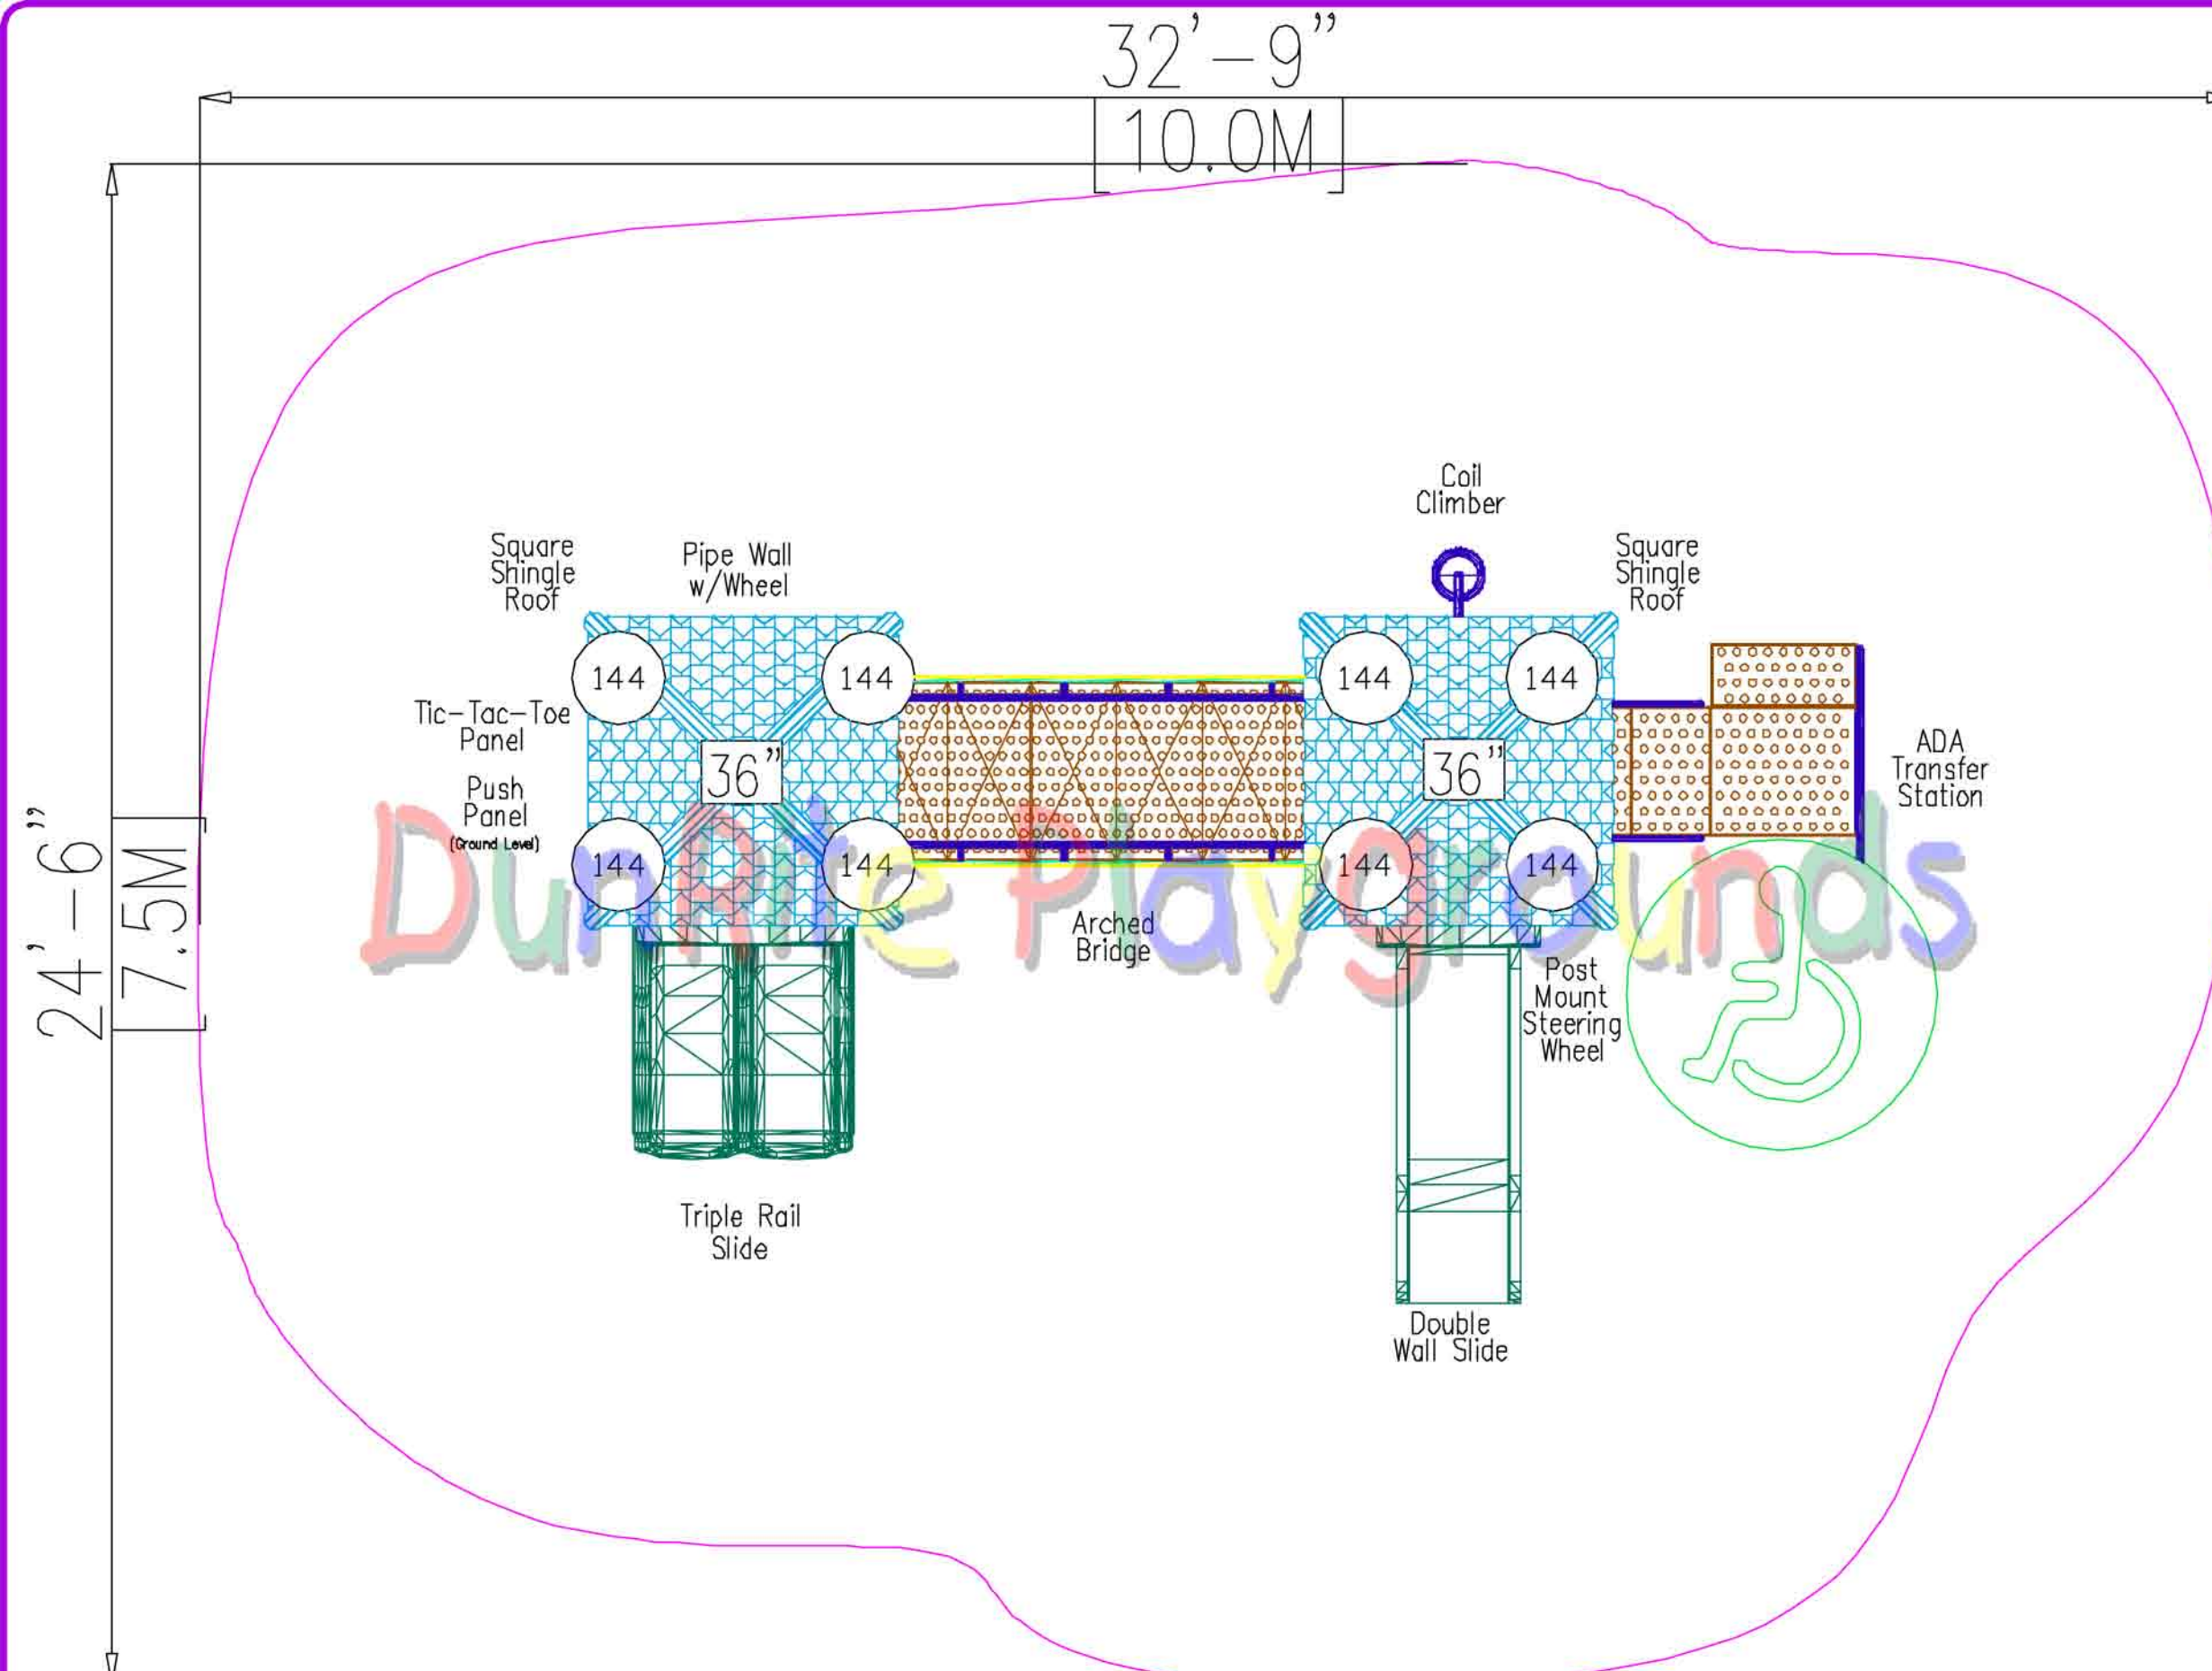 32'-9"
[10.0M]
24'-6"
[7.5M]
Coil
Climber
Square
Shingle
Roof
Pipe Wall
w/Wheel
Square
Shingle
Roof
144
144
144
144
Tic-Tac-Toe
Panel
36"
36"
ADA
Transfer
Station
Push
Panel
(Ground Level)
144
144
144
144
DunRite Playgrounds
Arched
Bridge
Post
Mount
Steering
Wheel
Triple Rail
Slide
Double
Wall Slide